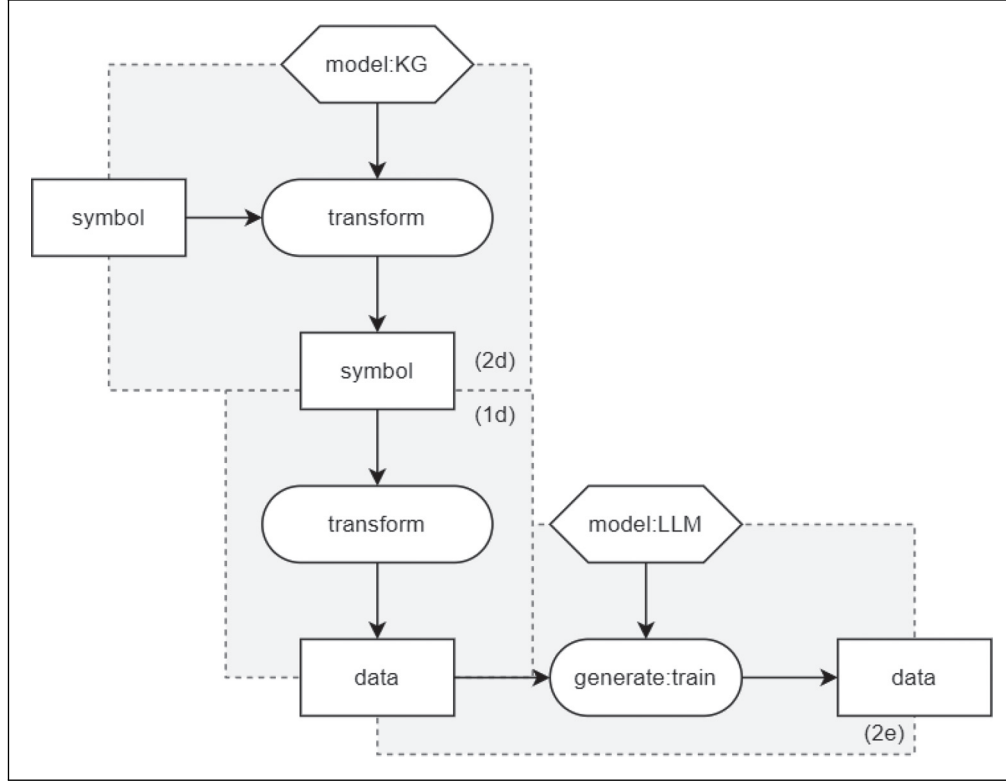 model:KG
symbol
transform
symbol
(2d)
(1d)
transform
model:LLM
data
generate:train
data
(2e)